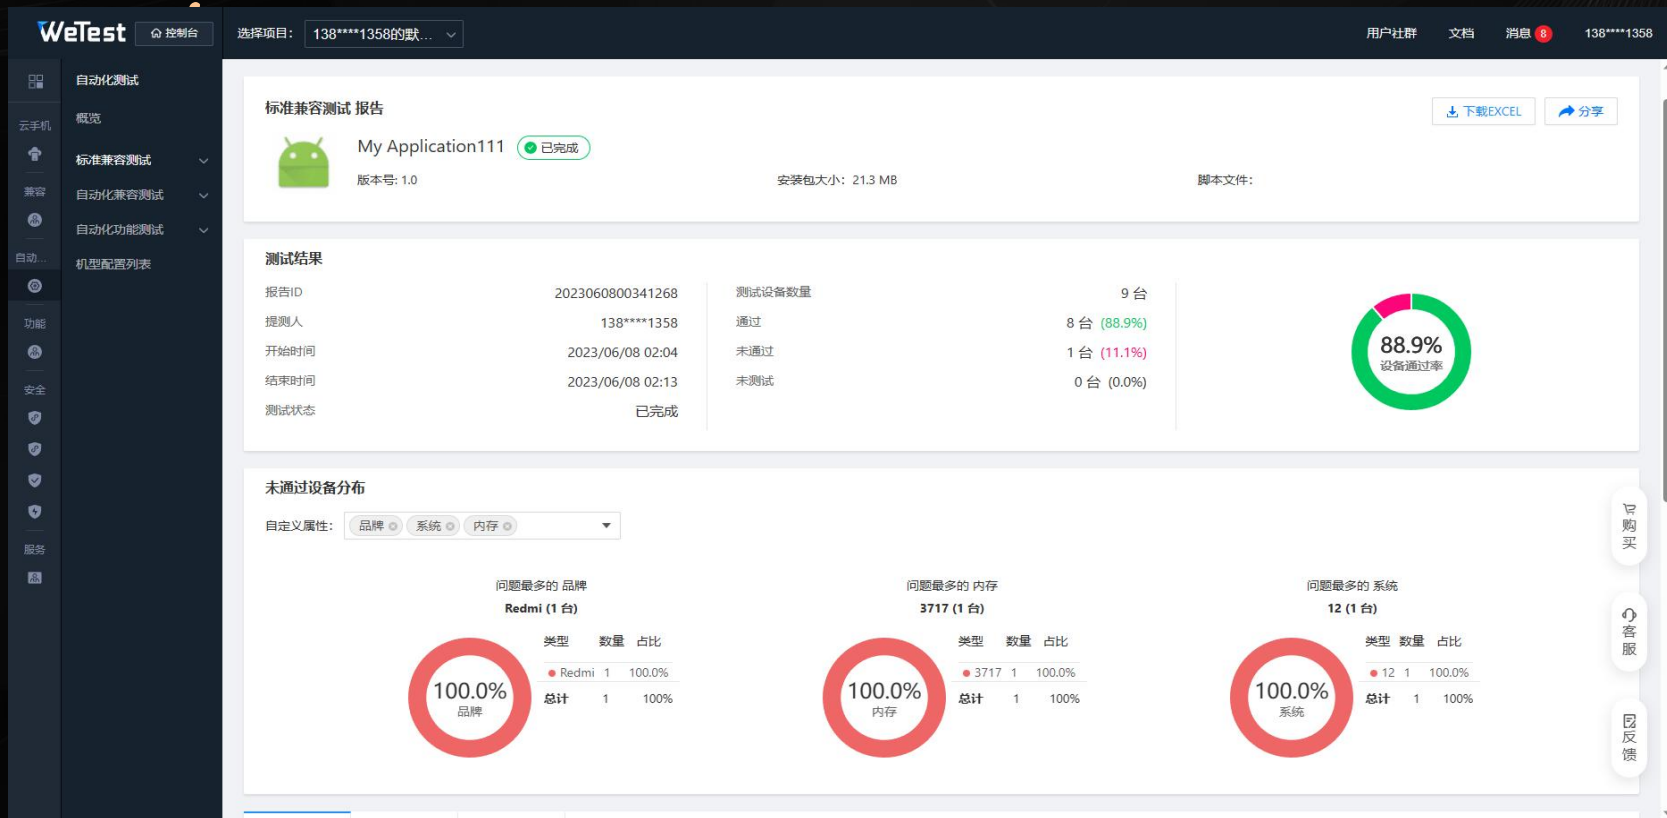 WeTest 控制台 选择项目： 138****1358的默... 用户社群 文档 消息 8 138****1358
自动化测试
概览
标准兼容测试
自动化兼容测试
自动化功能测试
机型配置列表
云手机
兼容
自动...
功能
安全
服务
标准兼容测试 报告
下载EXCEL 分享
My Application111 已完成
版本号: 1.0 安装包大小： 21.3 MB 脚本文件：
测试结果
报告ID 2023060800341268
提测人 138****1358
开始时间 2023/06/08 02:04
结束时间 2023/06/08 02:13
测试状态 已完成
测试设备数量 9 台
通过 8 台 (88.9%)
未通过 1 台 (11.1%)
未测试 0 台 (0.0%)
88.9%
设备通过率
未通过设备分布
自定义属性： 品牌 系统 内存
问题最多的 品牌
Redmi (1 台)
类型 数量 占比
Redmi 1 100.0%
总计 1 100%
100.0%
品牌
问题最多的 内存
3717 (1 台)
类型 数量 占比
3717 1 100.0%
总计 1 100%
100.0%
内存
问题最多的 系统
12 (1 台)
类型 数量 占比
12 1 100.0%
总计 1 100%
100.0%
系统
购买
客服
反馈